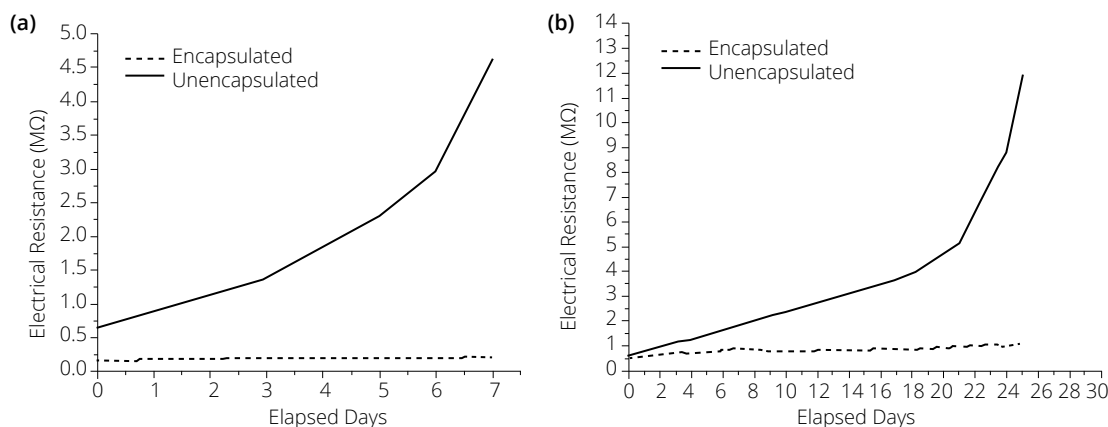 (a)
5.0
4.5
4.0
3.5
3.0
2.5
2.0
1.5
1.0
0.5
0.0
Electrical Resistance (MΩ)
Encapsulated
Unencapsulated
0 1 2 3 4 5 6 7
Elapsed Days
(b)
14
13
12
11
10
9
8
7
6
5
4
3
2
1
0
Electrical Resistance (MΩ)
Encapsulated
Unencapsulated
0 2 4 6 8 10 12 14 16 18 20 22 24 26 28 30
Elapsed Days